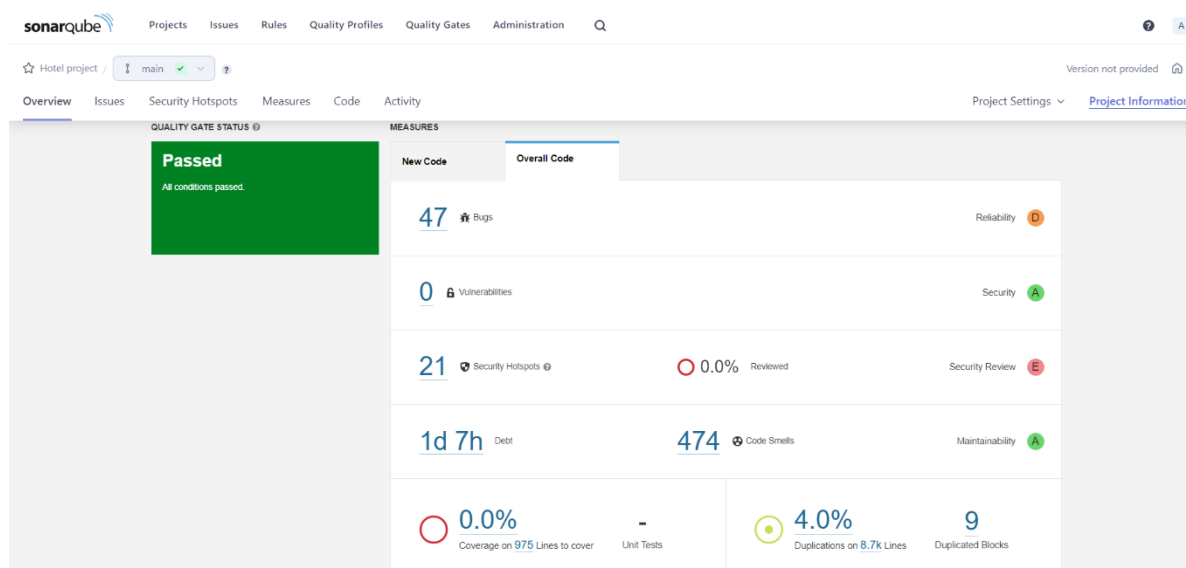 sonarqube Projects Issues Rules Quality Profiles Quality Gates Administration ? A
Hotel project / main ? Version not provided
Overview Issues Security Hotspots Measures Code Activity Project Settings Project Information
QUALITY GATE STATUS ?
MEASURES
Passed
All conditions passed.
New Code Overall Code
47 Bugs Reliability D
0 Vulnerabilities Security A
21 Security Hotspots ? 0.0% Reviewed Security Review E
1d 7h Debt 474 Code Smells Maintainability A
0.0% - 4.0% 9
Coverage on 975 Lines to cover Unit Tests Duplications on 8.7k Lines Duplicated Blocks